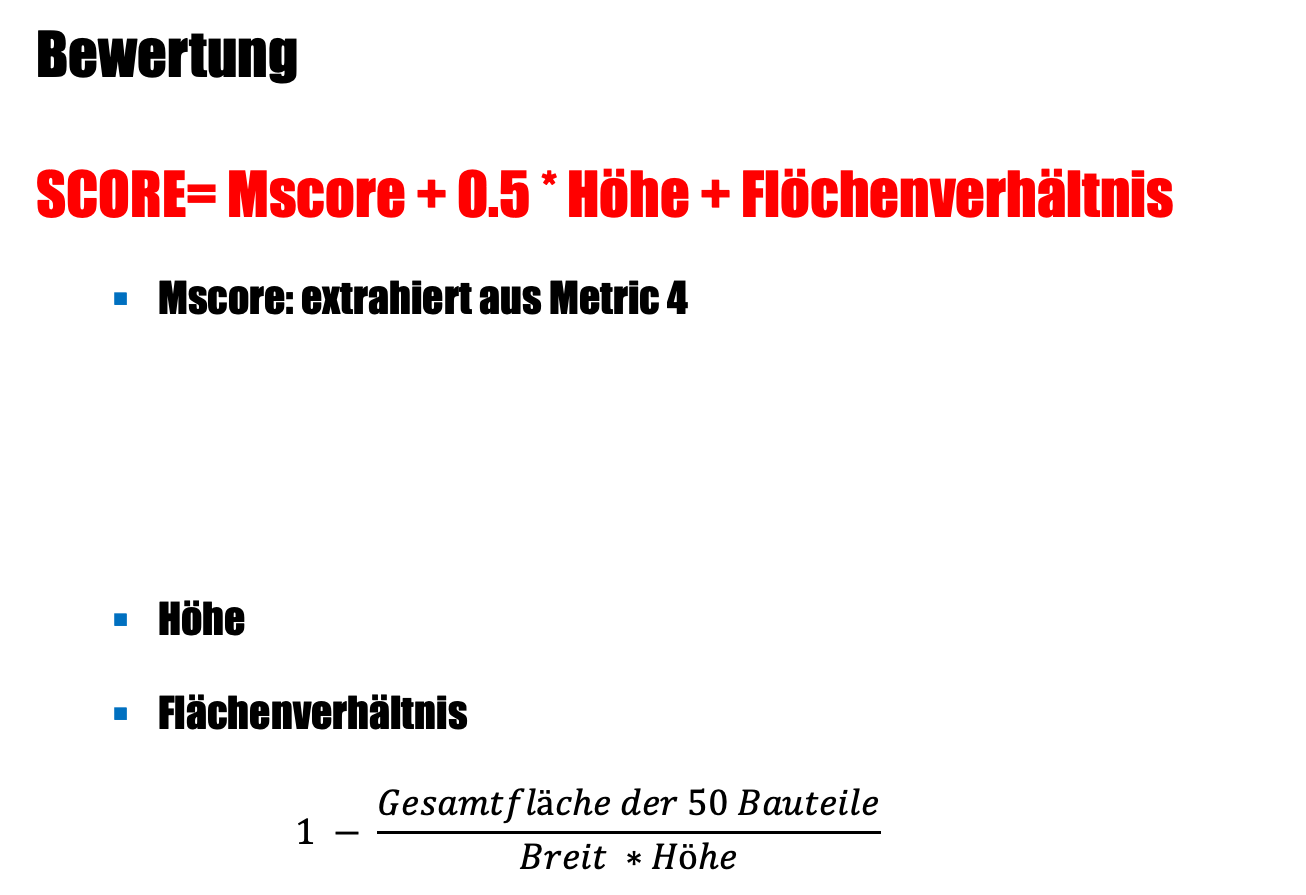 Bewertung
SCORE= Mscore + 0.5 * Höhe + Flöchenverhältnis
▪ Mscore: extrahiert aus Metric 4
▪ Höhe
▪ Flächenverhältnis
1 − Gesamtfläche der 50 Bauteile
Breit ∗ Höhe